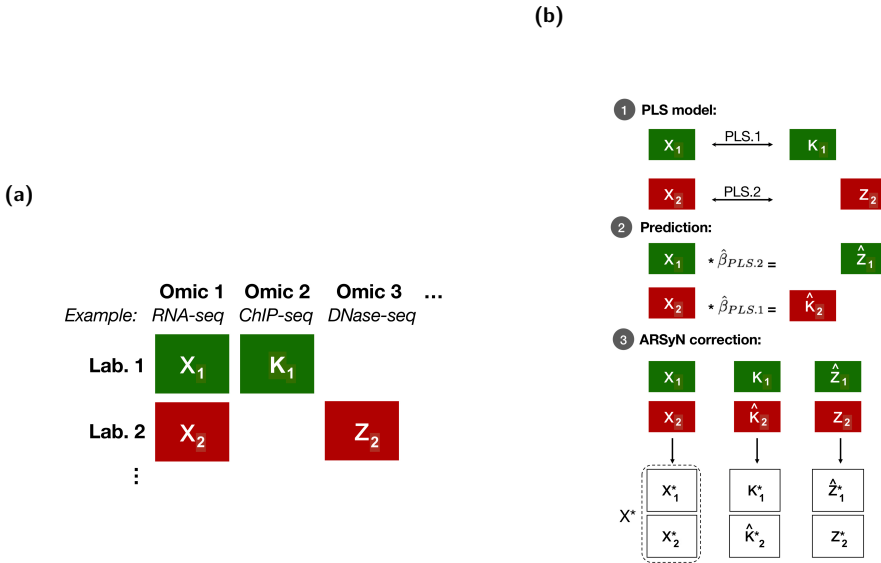 (a)
Omic 1 Omic 2 Omic 3 ...
Example: RNA-seq ChIP-seq DNase-seq
Lab. 1 X₁ K₁
Lab. 2 X₂ Z₂
⋮
(b)
1 PLS model:
X₁ PLS.1 K₁
X₂ PLS.2 Z₂
2 Prediction:
X₁ * β̂PLS.2 = Ẑ₁
X₂ * β̂PLS.1 = K̂₂
3 ARSyN correction:
X₁ K₁ Ẑ₁
X₂ K̂₂ Z₂
X*
X*₁ K*₁ Ẑ*₁
X*₂ K̂*₂ Z*₂